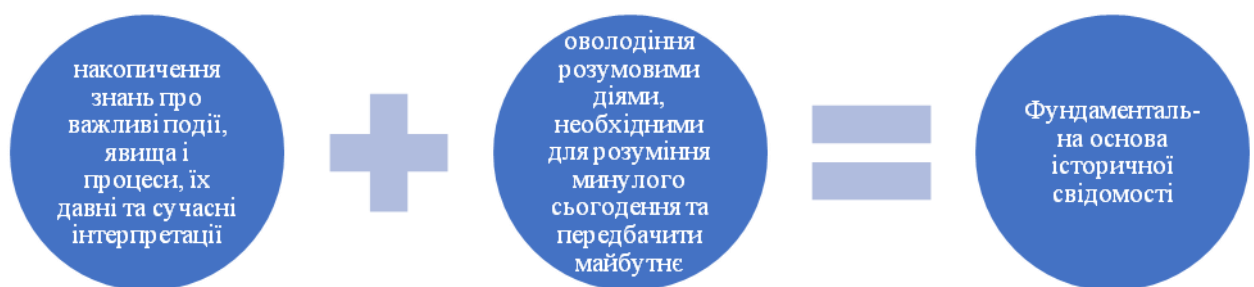 накопичення
знань про
важливі події,
явища і
процеси, їх
давні та сучасні
інтерпретації
оволодіння
розумовими
діями,
необхідними
для розуміння
минулого
сьогодення та
передбачити
майбутнє
Фундаменталь-
на основа
історичної
свідомості